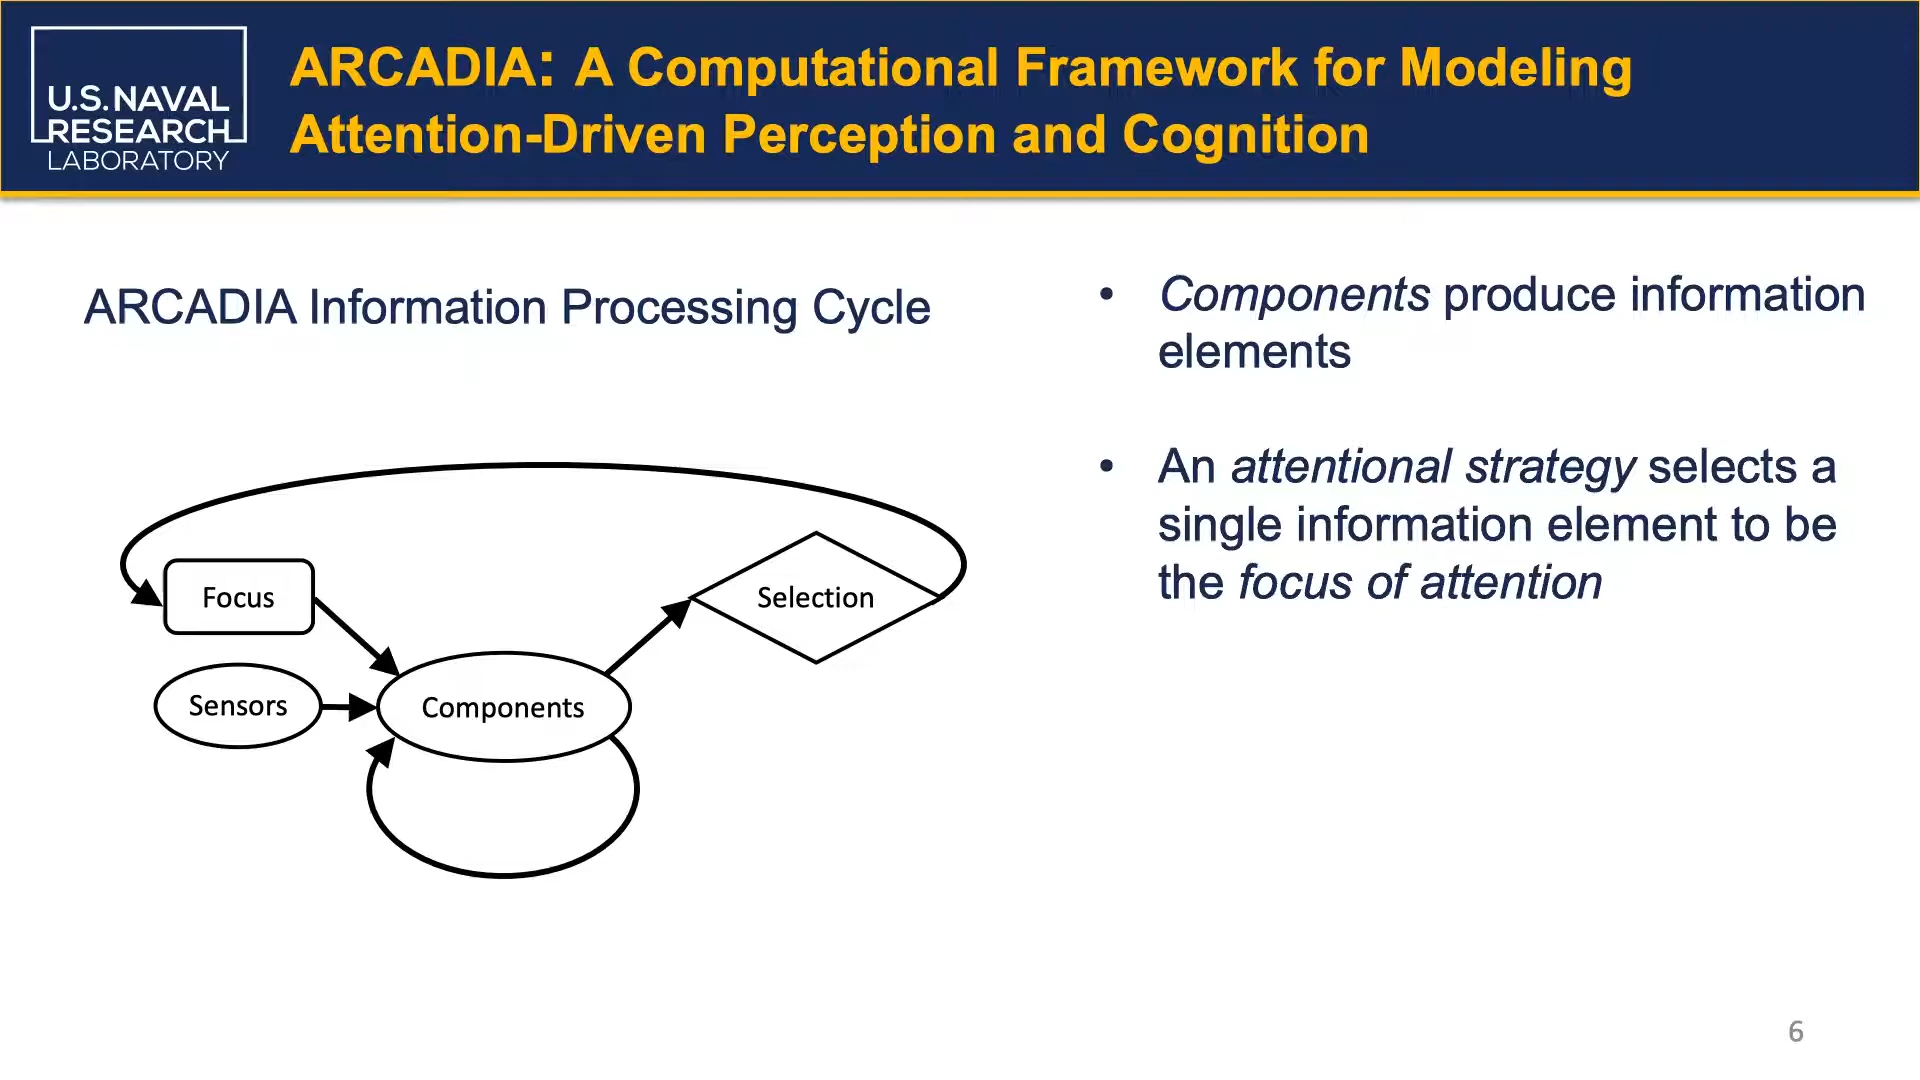 U.S. NAVAL
RESEARCH
LABORATORY
ARCADIA: A Computational Framework for Modeling
Attention-Driven Perception and Cognition
ARCADIA Information Processing Cycle
Focus
Selection
Sensors
Components
• Components produce information
elements
• An attentional strategy selects a
single information element to be
the focus of attention
6